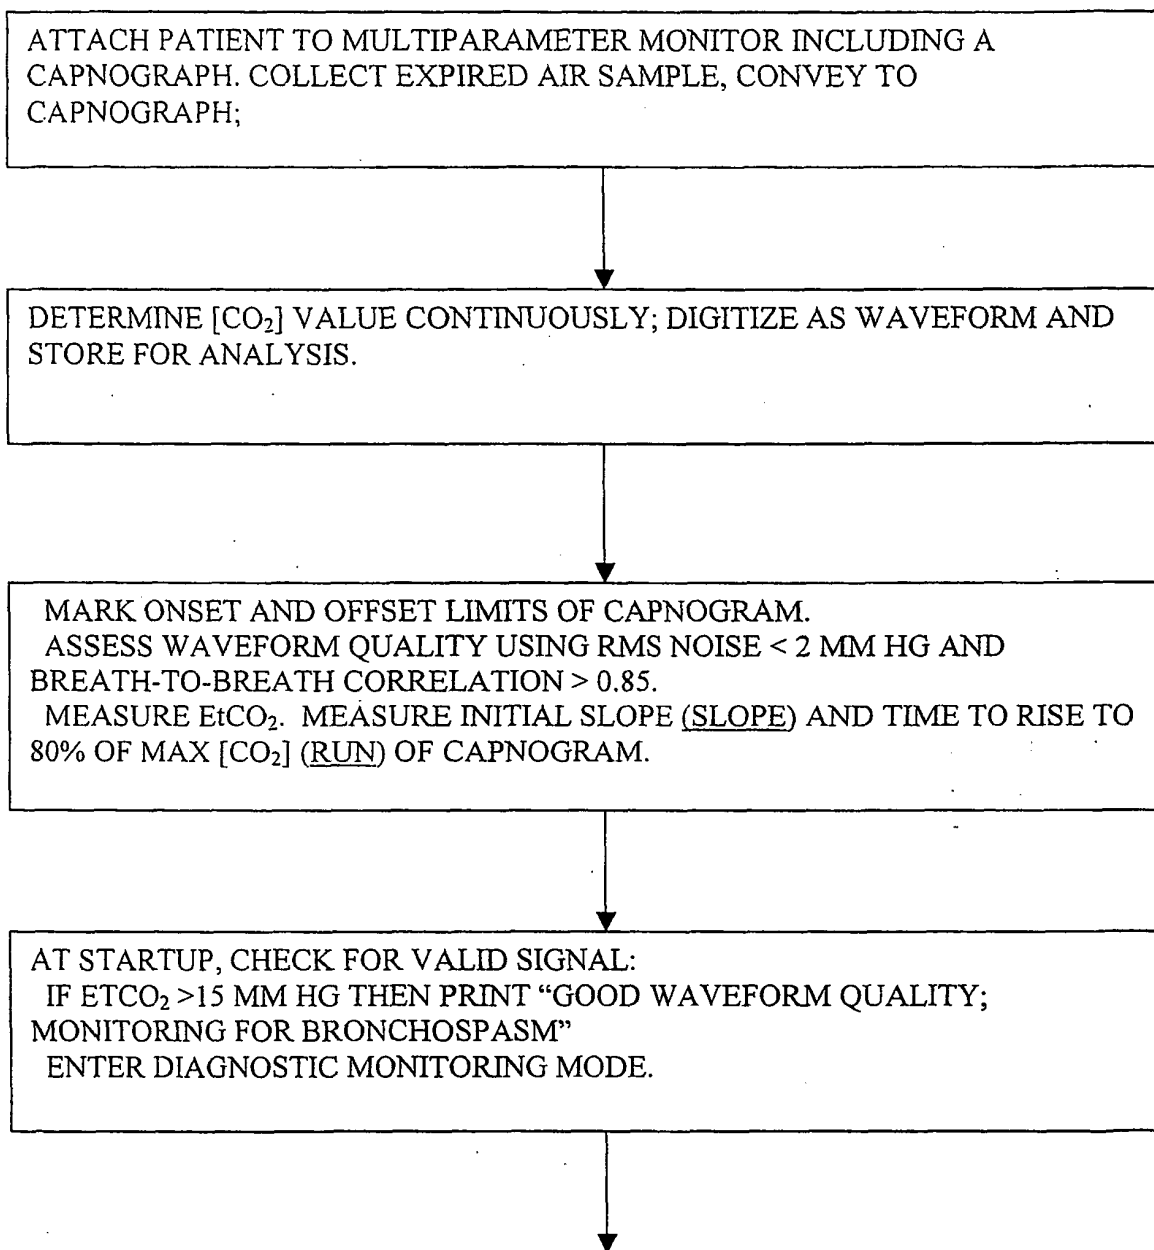 ATTACH PATIENT TO MULTIPARAMETER MONITOR INCLUDING A
CAPNOGRAPH. COLLECT EXPIRED AIR SAMPLE, CONVEY TO
CAPNOGRAPH;
DETERMINE [CO₂] VALUE CONTINUOUSLY; DIGITIZE AS WAVEFORM AND
STORE FOR ANALYSIS.
MARK ONSET AND OFFSET LIMITS OF CAPNOGRAM.
ASSESS WAVEFORM QUALITY USING RMS NOISE < 2 MM HG AND
BREATH-TO-BREATH CORRELATION > 0.85.
MEASURE EtCO₂. MEASURE INITIAL SLOPE (SLOPE) AND TIME TO RISE TO
80% OF MAX [CO₂] (RUN) OF CAPNOGRAM.
AT STARTUP, CHECK FOR VALID SIGNAL:
IF ETCO₂ >15 MM HG THEN PRINT “GOOD WAVEFORM QUALITY;
MONITORING FOR BRONCHOSPASM”
ENTER DIAGNOSTIC MONITORING MODE.